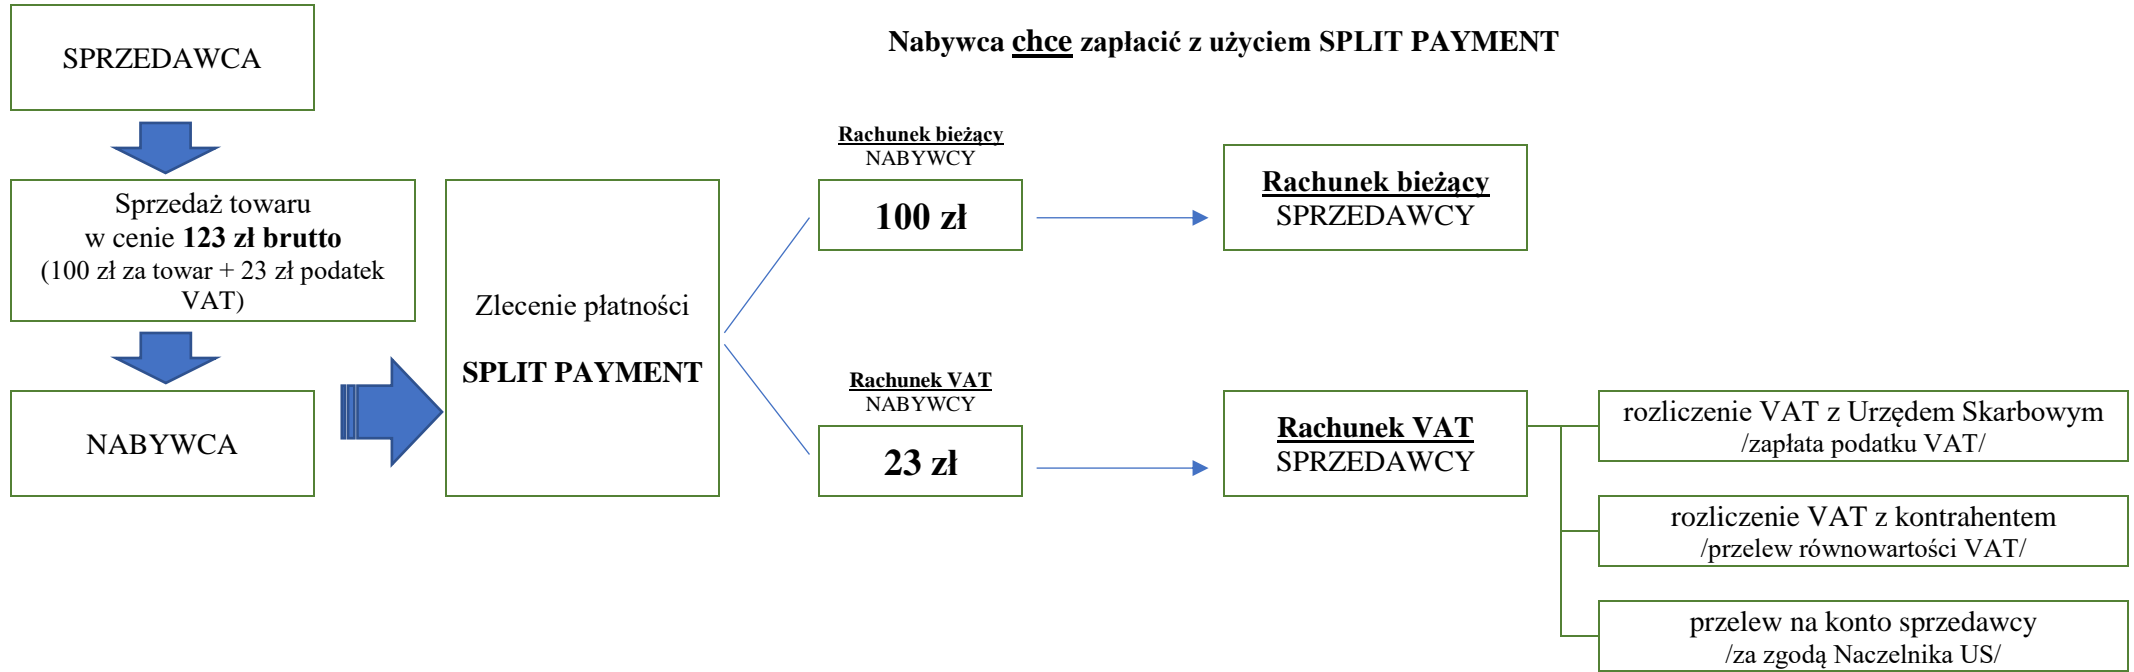 SPRZEDAWCA
Nabywca chce zapłacić z użyciem SPLIT PAYMENT
Sprzedaż towaru
w cenie 123 zł brutto
(100 zł za towar + 23 zł podatek
VAT)
NABYWCA
Zlecenie płatności
SPLIT PAYMENT
Rachunek bieżący
NABYWCY
100 zł
Rachunek bieżący
SPRZEDAWCY
Rachunek VAT
NABYWCY
23 zł
Rachunek VAT
SPRZEDAWCY
rozliczenie VAT z Urzędem Skarbowym
/zapłata podatku VAT/
rozliczenie VAT z kontrahentem
/przelew równowartości VAT/
przelew na konto sprzedawcy
/za zgodą Naczelnika US/